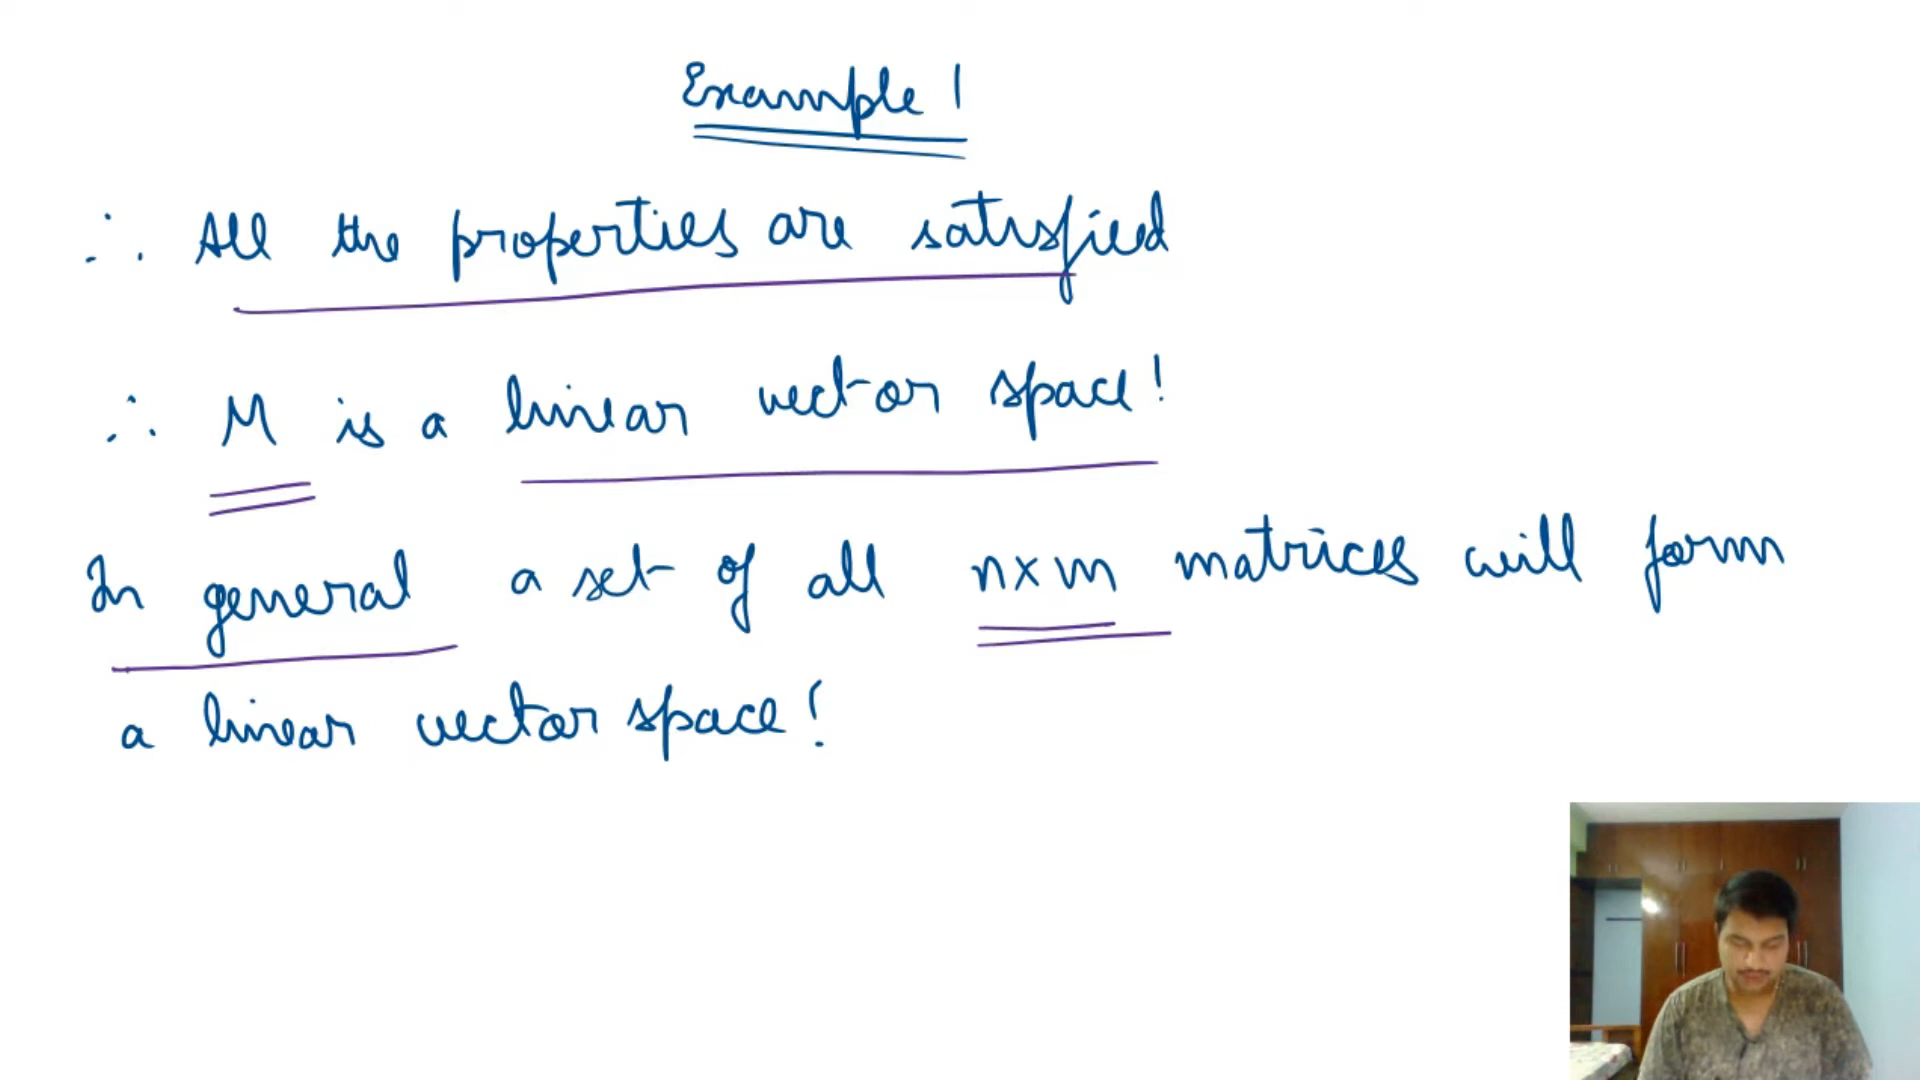 Example 1
∴ All the properties are satisfied
∴ M is a linear vector space!
In general a set of all n×m matrices will form
a linear vector space!